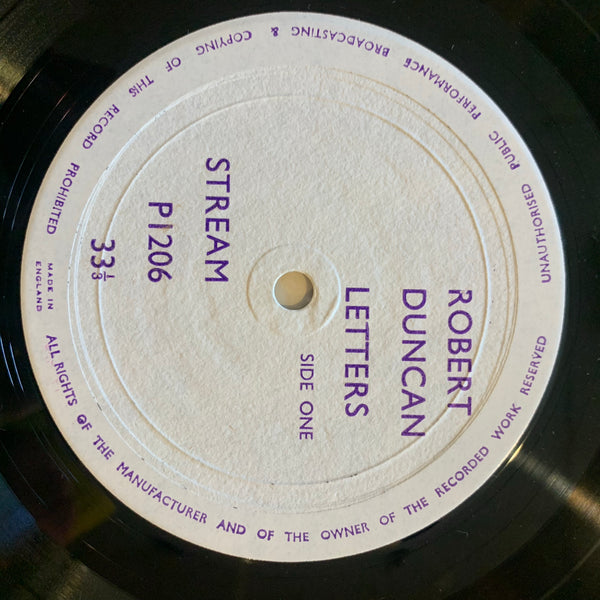 ROBERT
DUNCAN
LETTERS
SIDE ONE
STREAM
P1206
33⅓
MADE IN
ENGLAND
ALL RIGHTS OF THE MANUFACTURER AND OF THE OWNER OF THE RECORDED WORK RESERVED
UNAUTHORISED PUBLIC PERFORMANCE BROADCASTING & COPYING OF THIS RECORD PROHIBITED